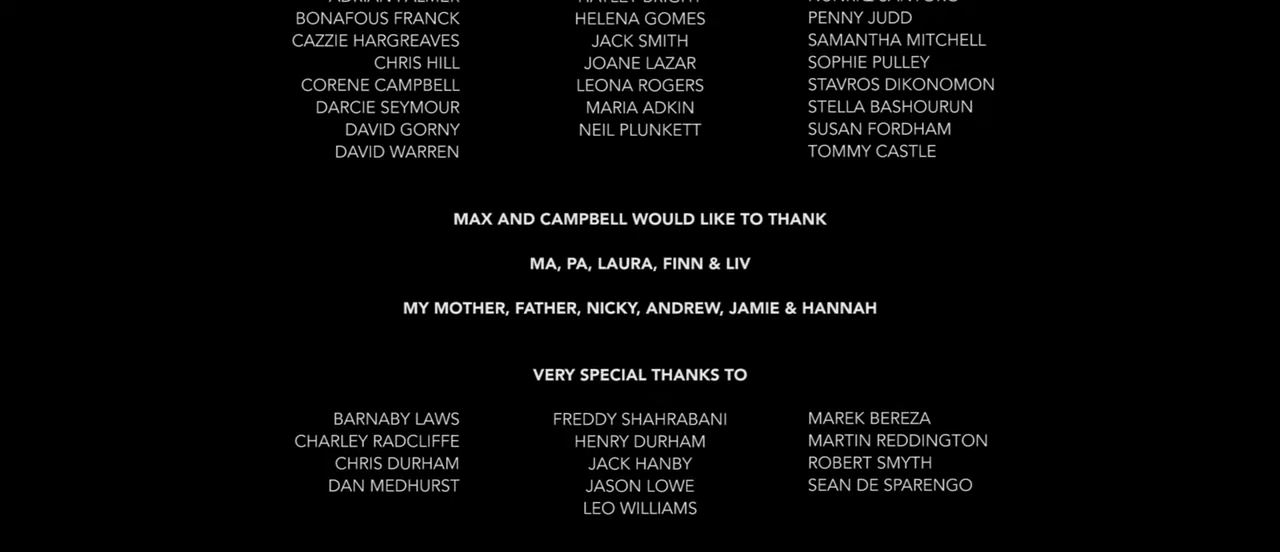 BONAFOUS FRANCK HELENA GOMES PENNY JUDD
CAZZIE HARGREAVES JACK SMITH SAMANTHA MITCHELL
CHRIS HILL JOANE LAZAR SOPHIE PULLEY
CORENE CAMPBELL LEONA ROGERS STAVROS DIKONOMON
DARCIE SEYMOUR MARIA ADKIN STELLA BASHOURUN
DAVID GORNY NEIL PLUNKETT SUSAN FORDHAM
DAVID WARREN TOMMY CASTLE
MAX AND CAMPBELL WOULD LIKE TO THANK
MA, PA, LAURA, FINN & LIV
MY MOTHER, FATHER, NICKY, ANDREW, JAMIE & HANNAH
VERY SPECIAL THANKS TO
BARNABY LAWS FREDDY SHAHRABANI MAREK BEREZA
CHARLEY RADCLIFFE HENRY DURHAM MARTIN REDDINGTON
CHRIS DURHAM JACK HANBY ROBERT SMYTH
DAN MEDHURST JASON LOWE SEAN DE SPARENGO
LEO WILLIAMS